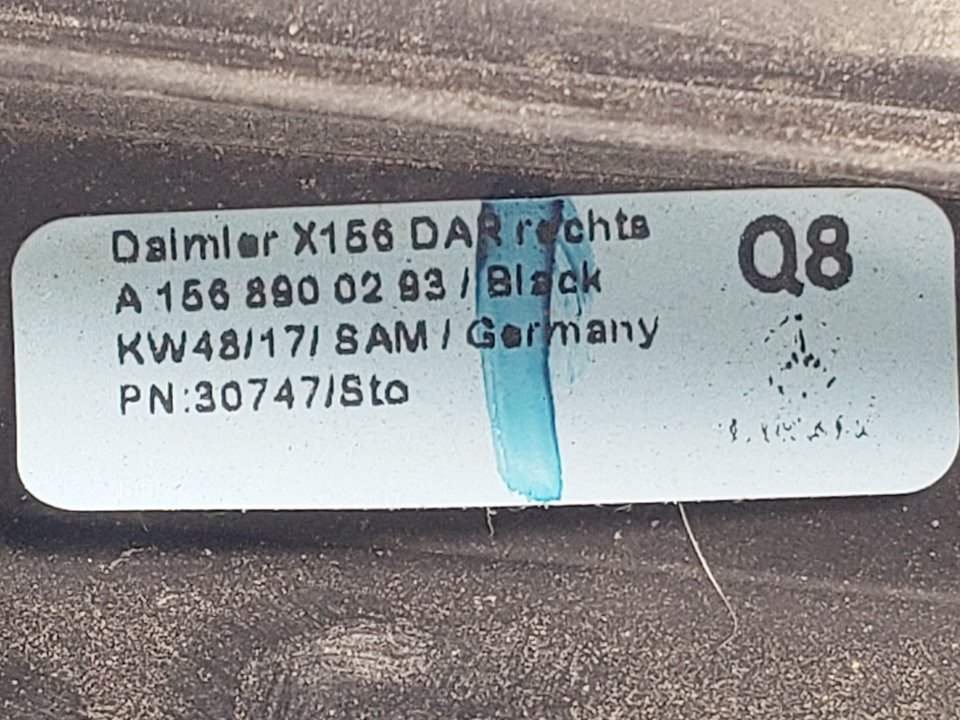 Daimler X156 DAR rechts
A 156 890 02 93 / Black
KW48/17/ SAM / Germany
PN:30747/Sto
Q8